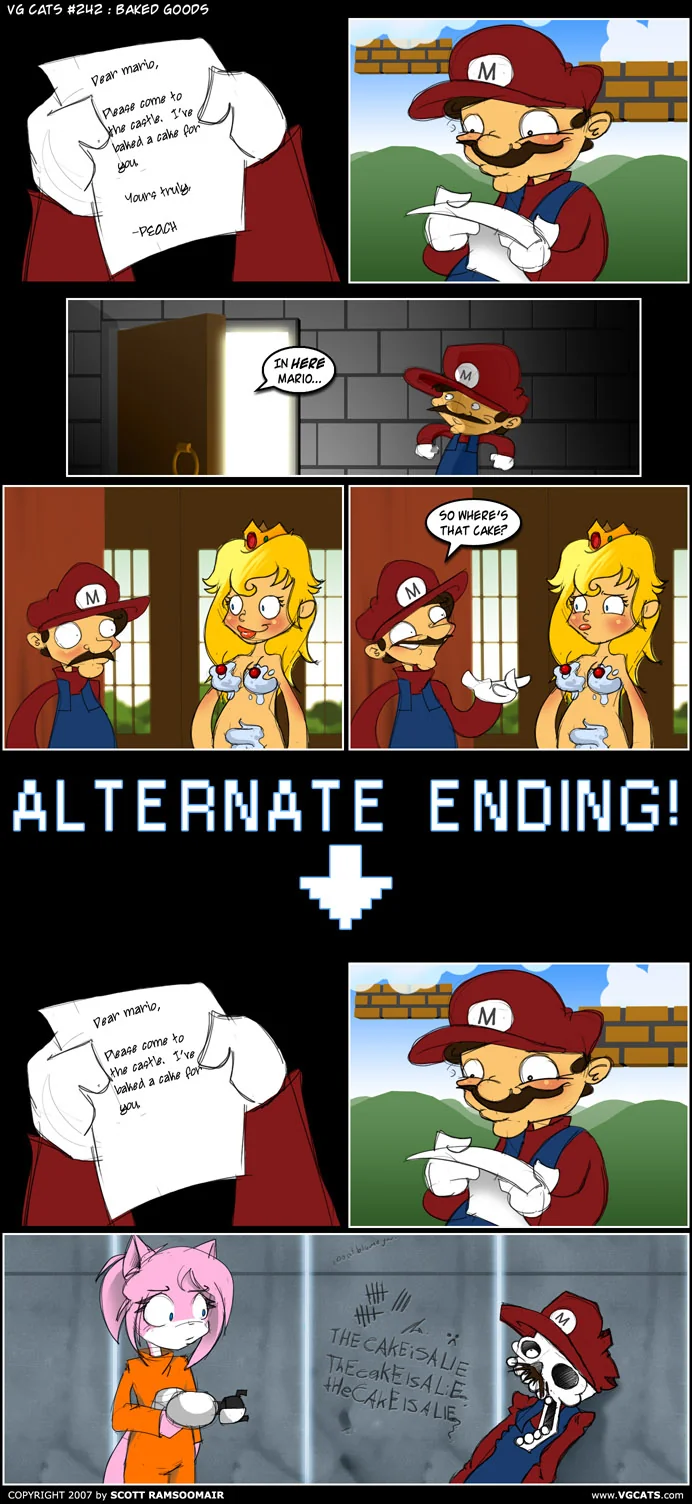 VG CATS #242 : BAKED GOODS
Dear mario,
Please come to
the castle. I've
baked a cake for
you.
Yours truly,
-PEACH
M
IN HERE
MARIO...
M
M
SO WHERE'S
THAT CAKE?
M
ALTERNATE ENDING!
Dear mario,
Please come to
the castle. I've
baked a cake for
you.
M
THE CAKE iS A LIE
The cake IS A LiE.
the CAKE IS A LIE
M
COPYRIGHT 2007 by SCOTT RAMSOOMAIR
www.VGCATS.com